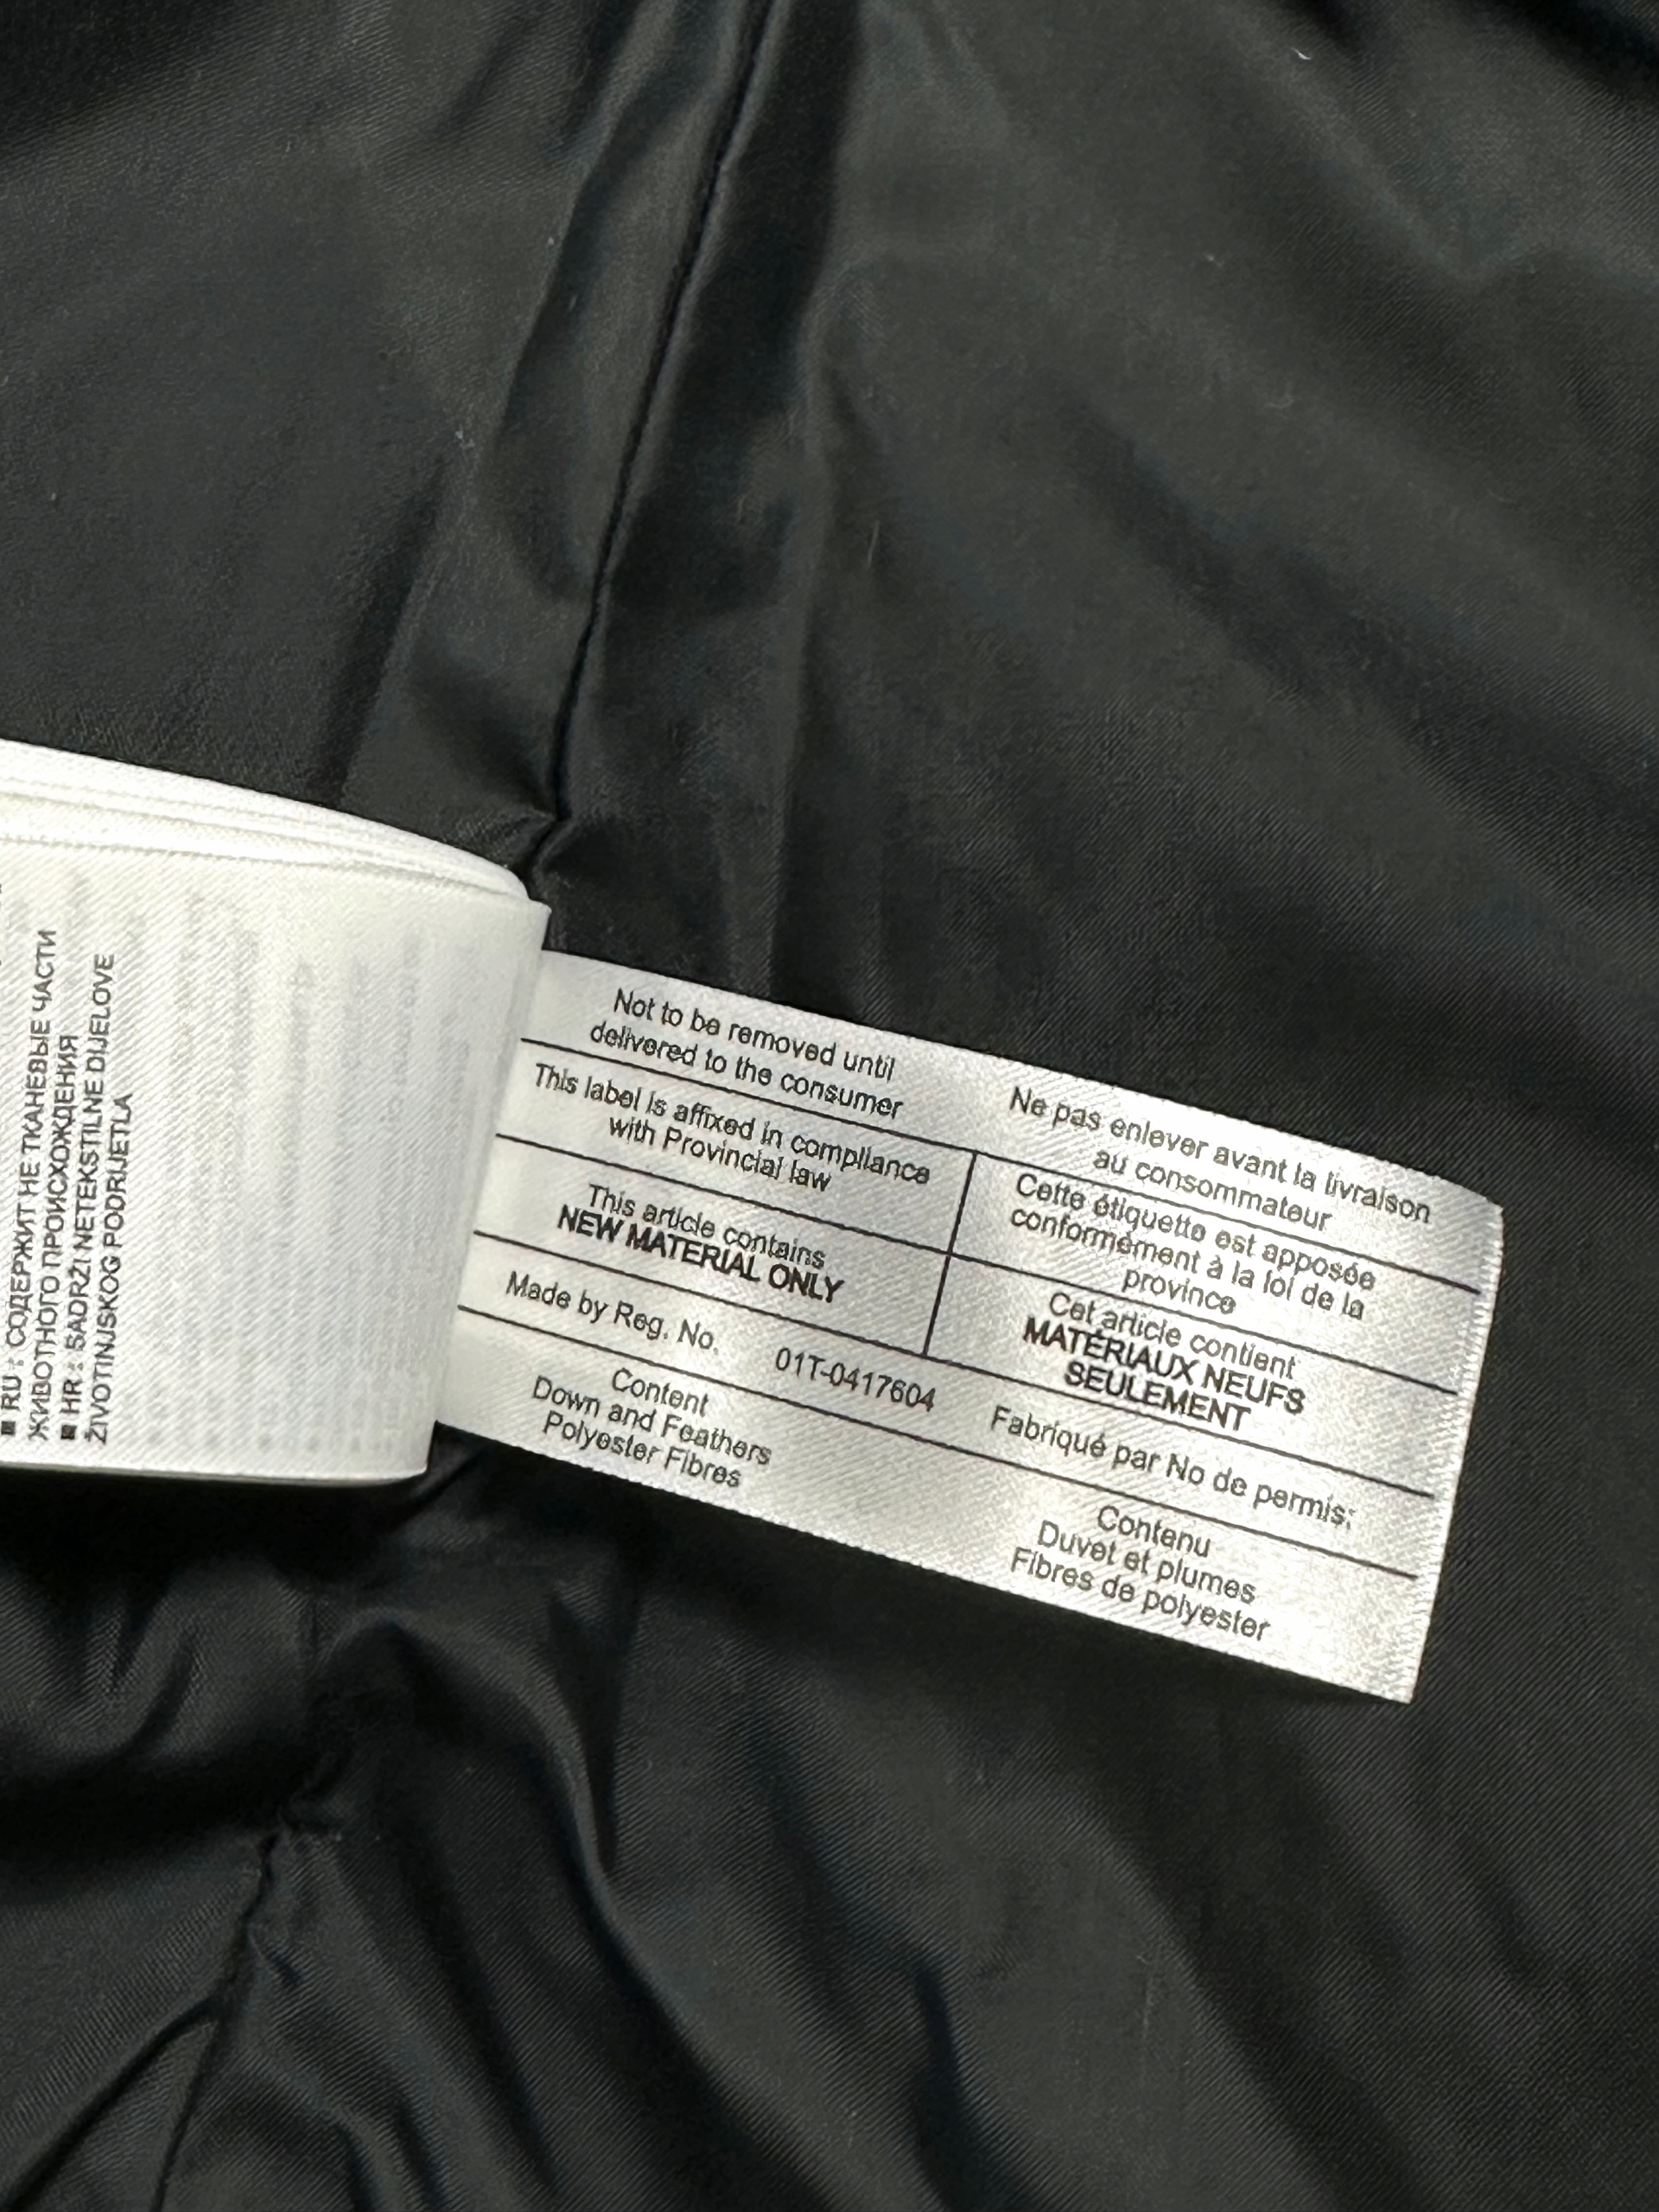 ■ RU : СОДЕРЖИТ НЕ ТКАНЕВЫЕ ЧАСТИ
ЖИВОТНОГО ПРОИСХОЖДЕНИЯ
■ HR : SADRŽI NETEKSTILNE DIJELOVE
ŽIVOTINJSKOG PODRIJETLA
Not to be removed until
delivered to the consumer
Ne pas enlever avant la livraison
au consommateur
This label is affixed in compliance
with Provincial law
Cette étiquette est apposée
conformément à la loi de la
province
This article contains
NEW MATERIAL ONLY
Cet article contient
MATÉRIAUX NEUFS
SEULEMENT
Made by Reg. No. 01T-0417604 Fabriqué par No de permis:
Content
Down and Feathers
Polyester Fibres
Contenu
Duvet et plumes
Fibres de polyester